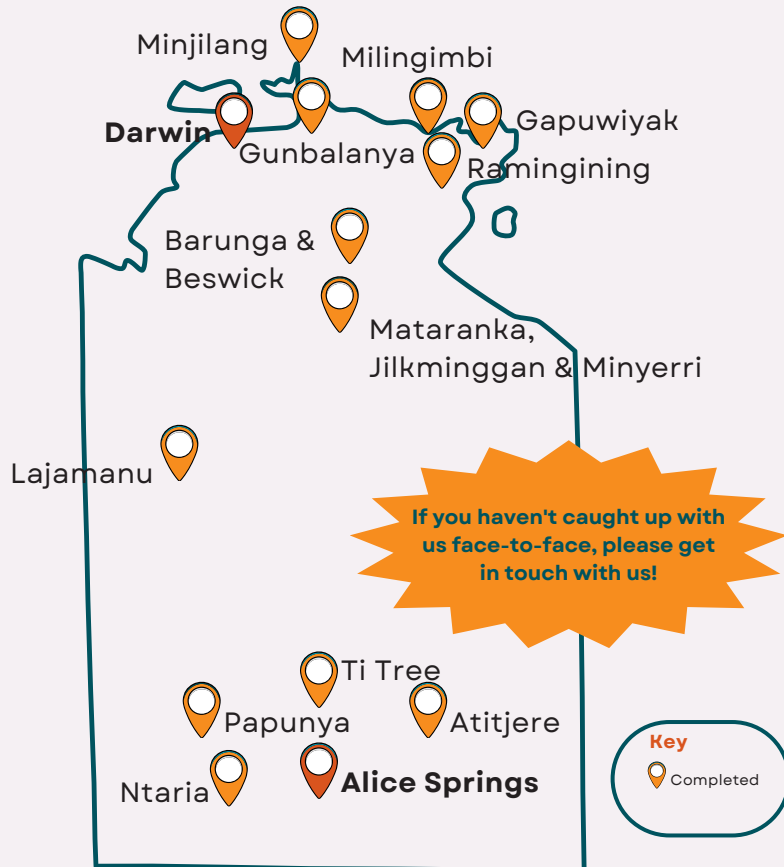 Minjilang
Milingimbi
Darwin
Gapuwiyak
Gunbalanya
Ramingining
Barunga &
Beswick
Mataranka,
Jilkminggan & Minyerri
Lajamanu
If you haven't caught up with
us face-to-face, please get
in touch with us!
Ti Tree
Papunya
Atitjere
Ntaria
Alice Springs
Key
Completed